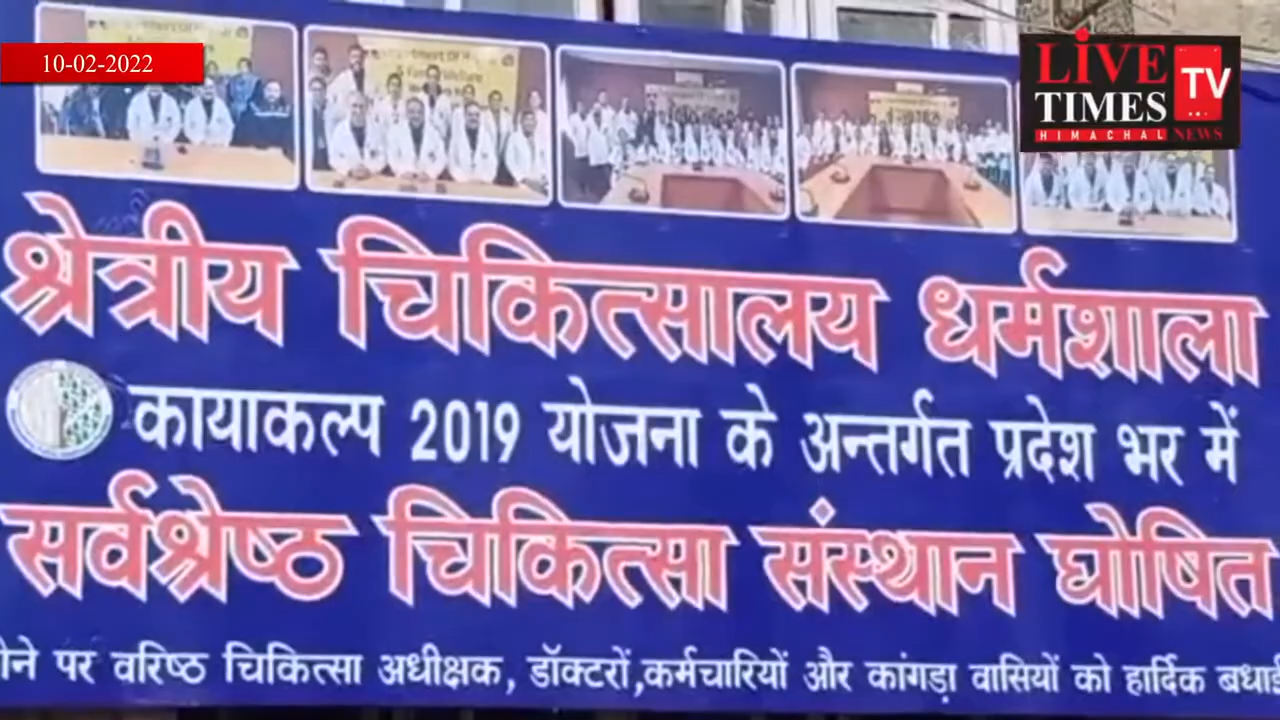 10-02-2022
LiVE
TIMES
TV
HIMACHAL NEWS
श्रेत्रीय चिकित्सालय धर्मशाला
कायाकल्प 2019 योजना के अन्तर्गत प्रदेश भर में
सर्वश्रेष्ठ चिकित्सा संस्थान घोषित
पर वरिष्ठ चिकित्सा अधीक्षक, डॉक्टरों,कर्मचारियों और कांगड़ा वासियों को हार्दिक